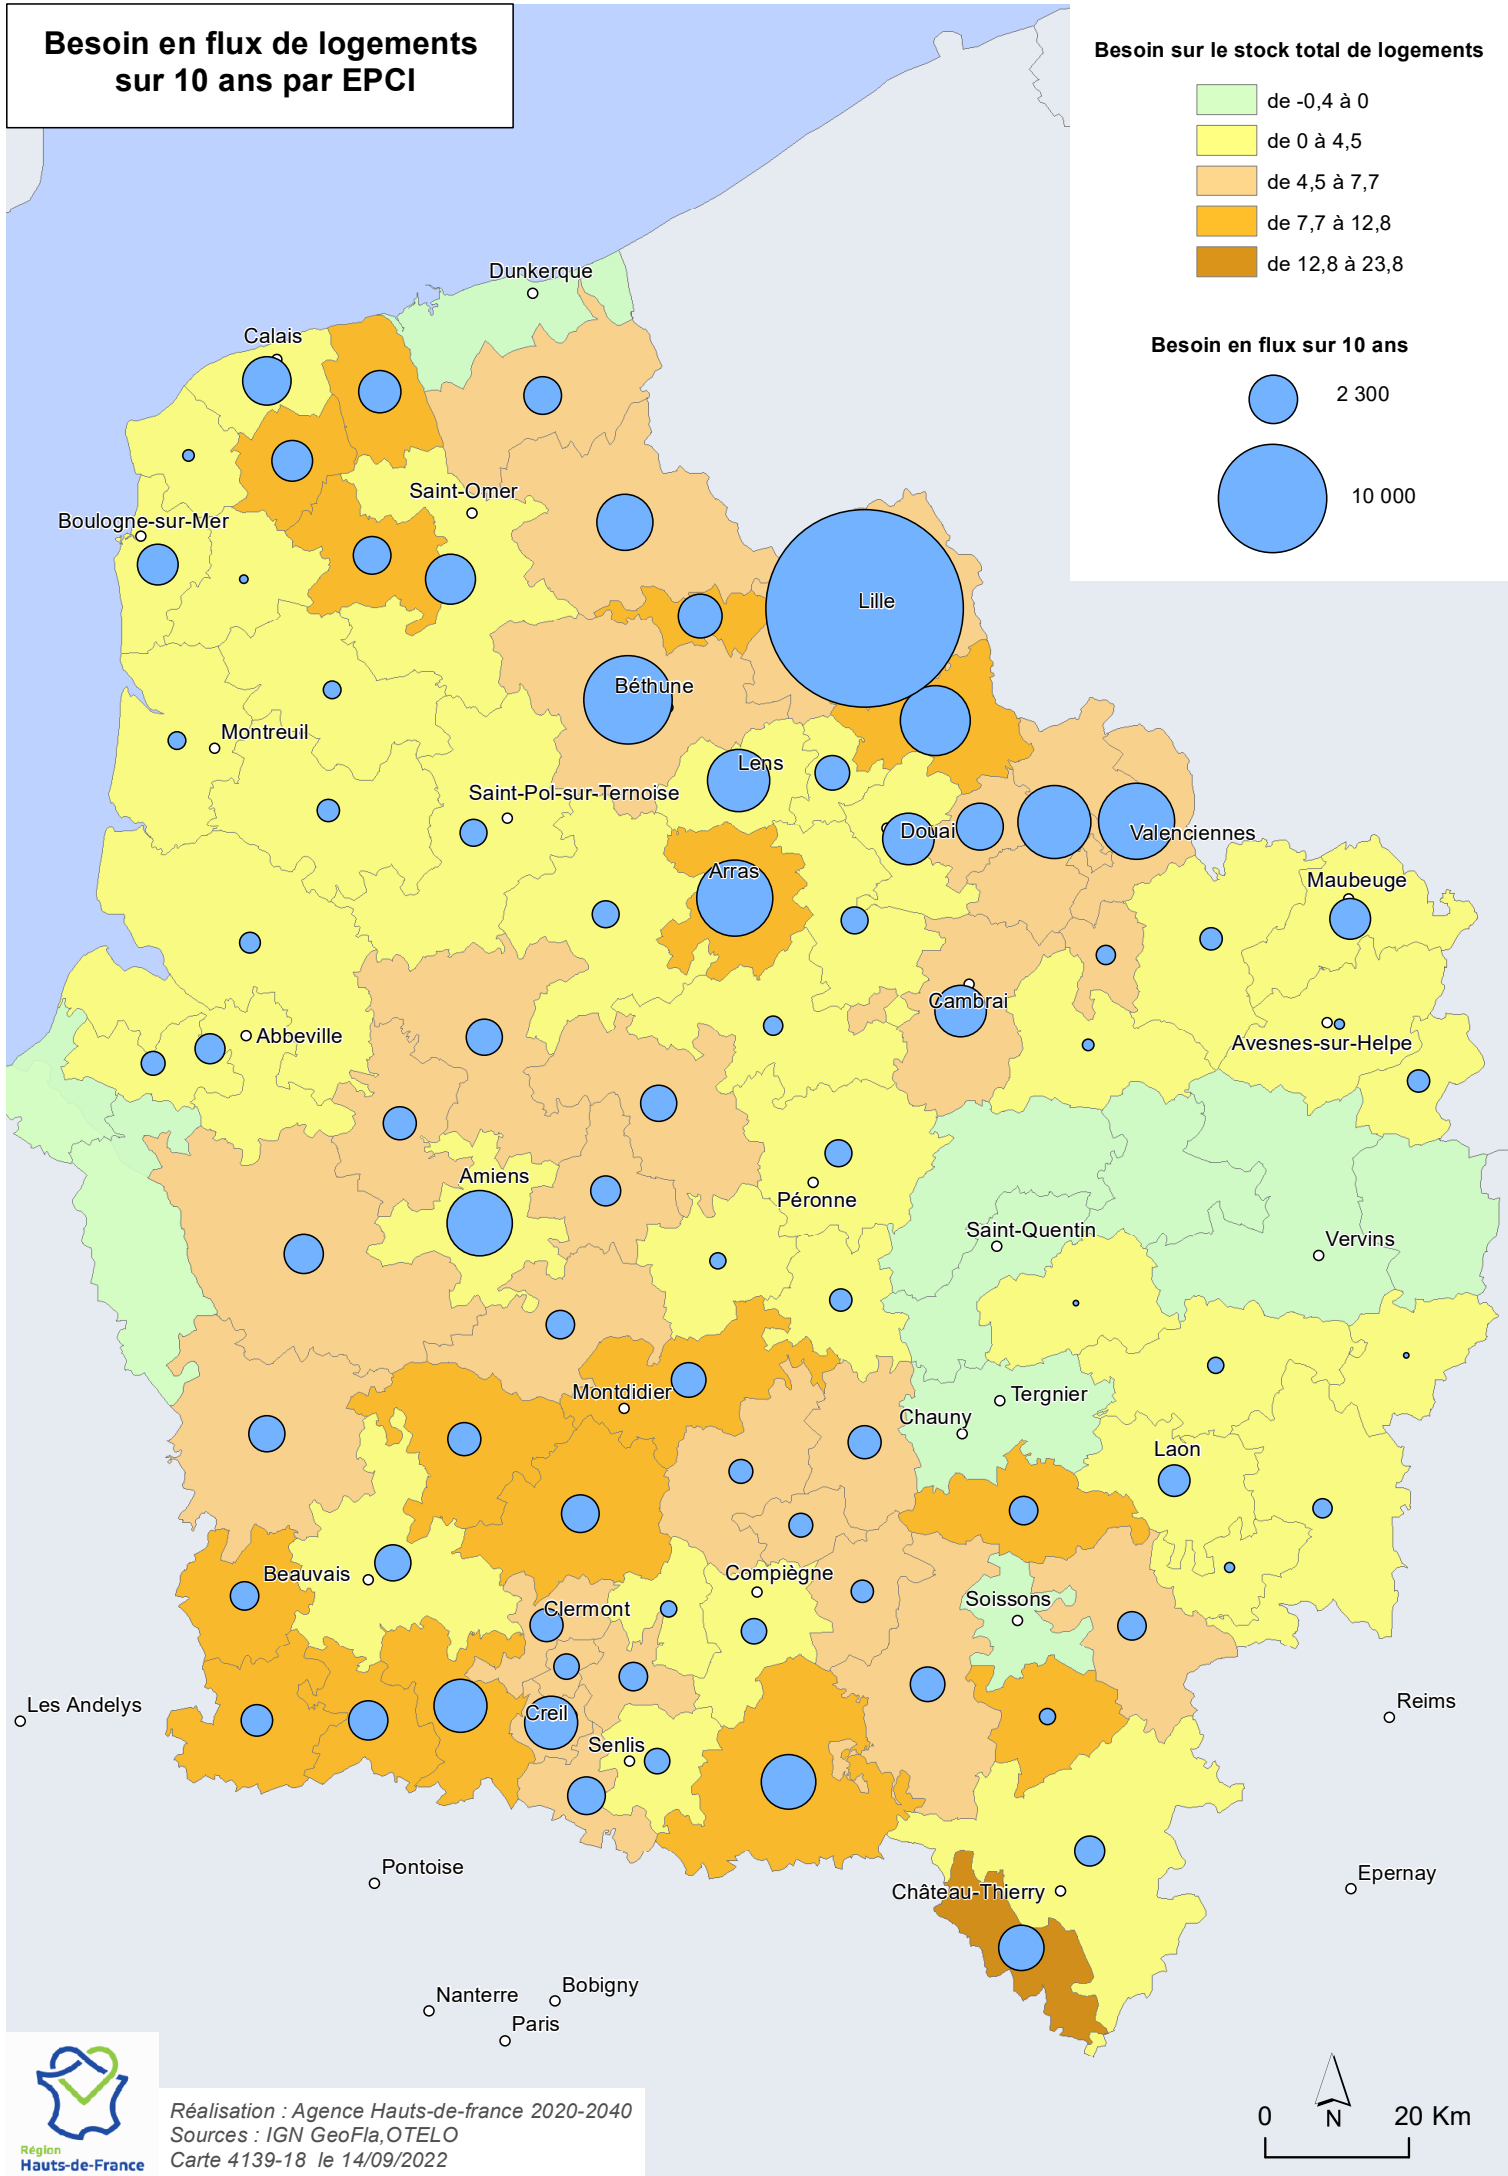 Besoin en flux de logements
sur 10 ans par EPCI
Besoin sur le stock total de logements
de -0,4 à 0
de 0 à 4,5
de 4,5 à 7,7
de 7,7 à 12,8
de 12,8 à 23,8
Besoin en flux sur 10 ans
2 300
10 000
Dunkerque
Calais
Saint-Omer
Boulogne-sur-Mer
Lille
Béthune
Montreuil
Lens
Saint-Pol-sur-Ternoise
Douai
Valenciennes
Arras
Maubeuge
Cambrai
Abbeville
Avesnes-sur-Helpe
Amiens
Péronne
Saint-Quentin
Vervins
Montdidier
Tergnier
Chauny
Laon
Beauvais
Compiègne
Clermont
Soissons
Les Andelys
Creil
Reims
Senlis
Pontoise
Château-Thierry
Epernay
Nanterre
Bobigny
Paris
Région
Hauts-de-France
Réalisation : Agence Hauts-de-france 2020-2040
Sources : IGN GeoFla,OTELO
Carte 4139-18 le 14/09/2022
0
N
20 Km